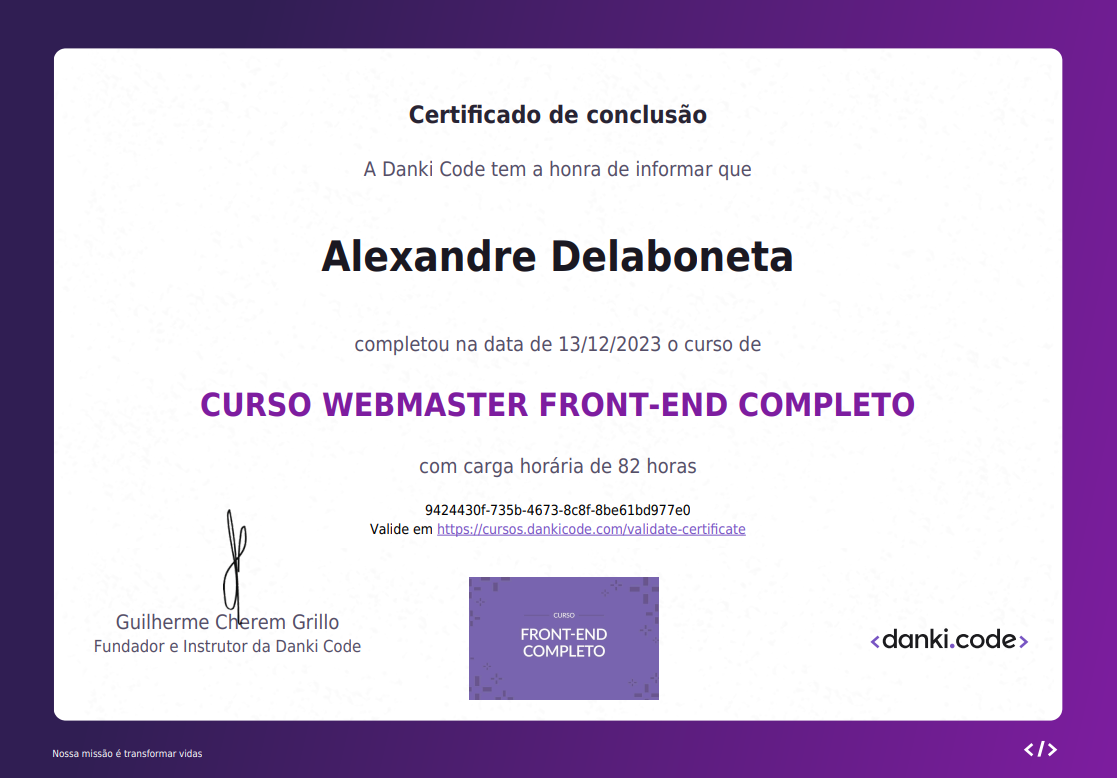 Certificado de conclusão
A Danki Code tem a honra de informar que
Alexandre Delaboneta
completou na data de 13/12/2023 o curso de
CURSO WEBMASTER FRONT-END COMPLETO
com carga horária de 82 horas
9424430f-735b-4673-8c8f-8be61bd977e0
Valide em https://cursos.dankicode.com/validate-certificate
Guilherme Cherem Grillo
Fundador e Instrutor da Danki Code
CURSO
FRONT-END
COMPLETO
<danki.code>
Nossa missão é transformar vidas
</>